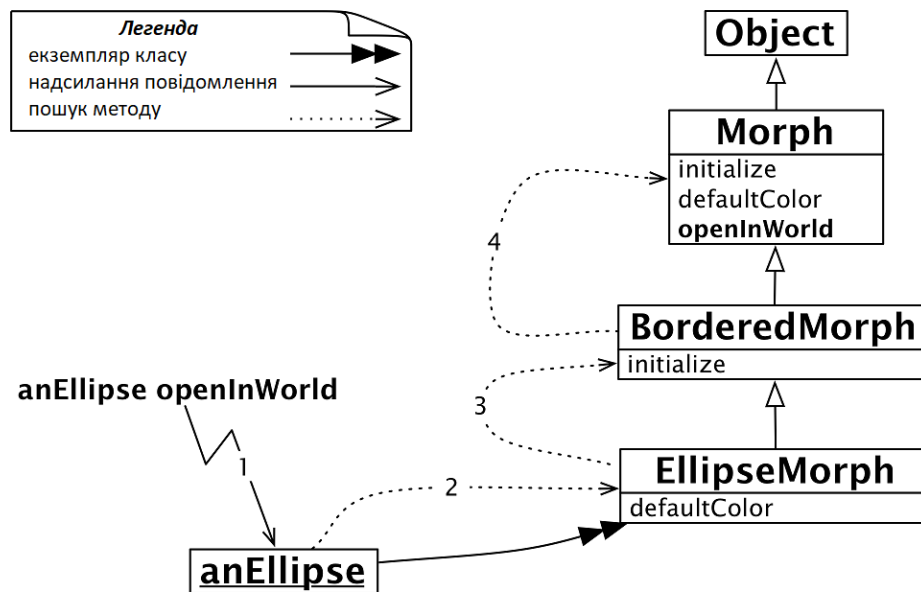 Легенда
екземпляр класу
надсилання повідомлення
пошук методу
Object
Morph
initialize
defaultColor
openInWorld
4
BorderedMorph
initialize
anEllipse openInWorld
3
1
EllipseMorph
2
defaultColor
anEllipse